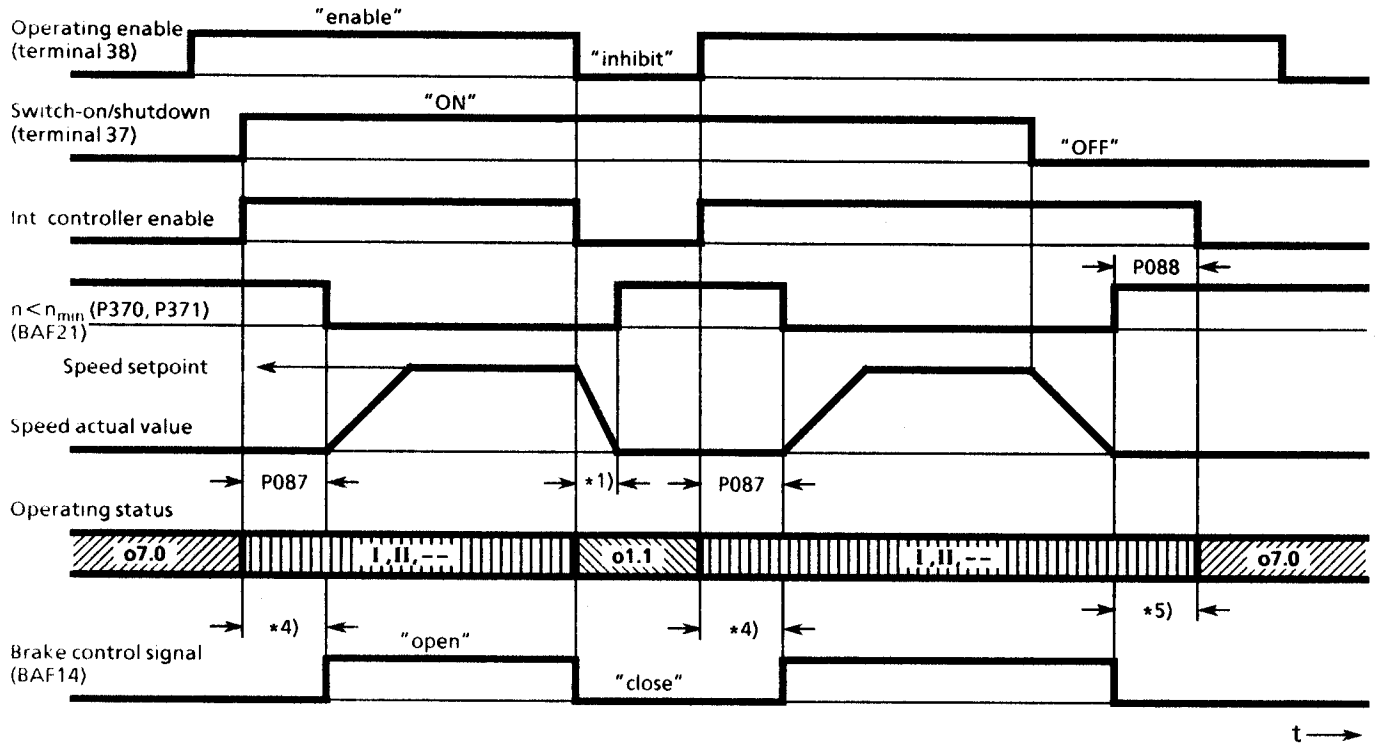 Operating enable
(terminal 38)
"enable"
"inhibit"
Switch-on/shutdown
(terminal 37)
"ON"
"OFF"
Int controller enable
P088
n<nmin (P370, P371)
(BAF21)
Speed setpoint
Speed actual value
P087
*1)
P087
Operating status
o7.0
I,II,--
o1.1
I,II,--
o7.0
*4)
*4)
*5)
Brake control signal
(BAF14)
"open"
"close"
t